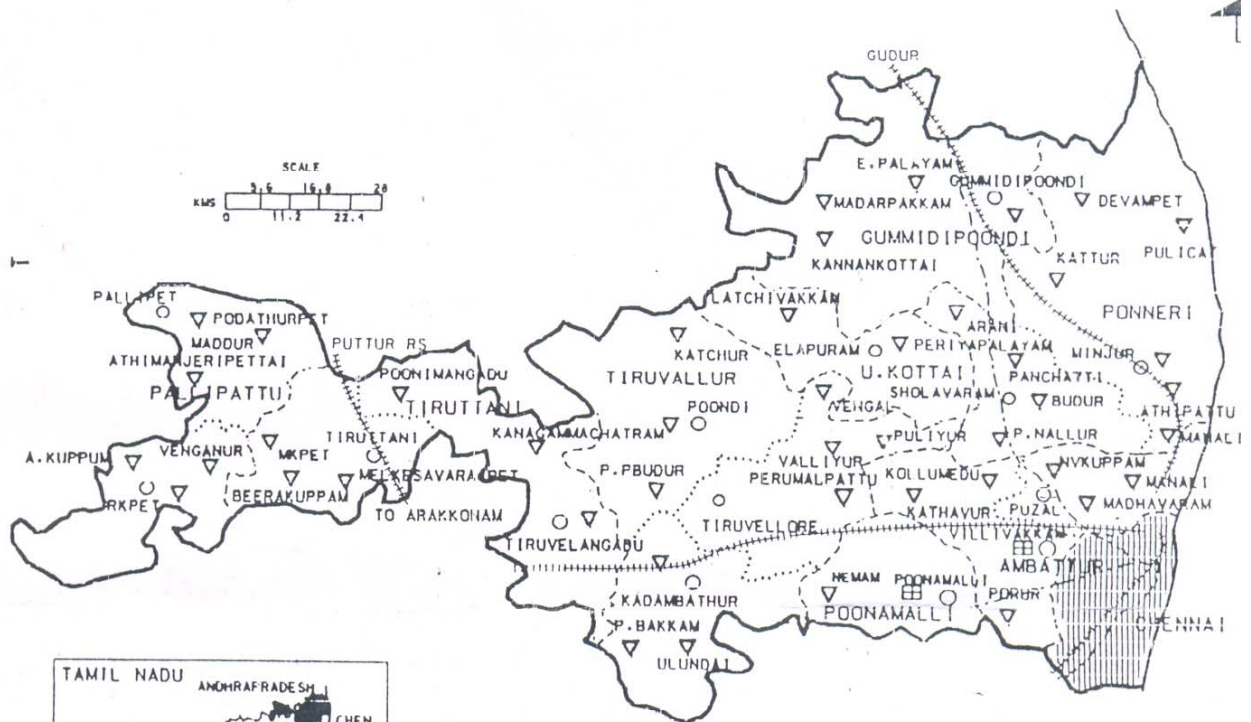 GUDUR
SCALE
5.6 16.8 28
KMS
0 11.2 22.4
E.PALAYAM
GUMMIDIPOONDI
MADARPAKKAM
DEVAMPET
GUMMIDIPOONDI
PULICAT
KANNANKOTTAI
KATTUR
PALLIPET
LATCHIVAKKAM
PODATHURPET
PONNERI
MADDUR
PUTTUR RS
ARANI
KATCHUR
ELAPURAM
PERIYAPALAYAM
MINJUR
ATHIMANJERIPETTAI
POONIMANGADU
TIRUVALLUR
U.KOTTAI
PANCHATTI
PALLIPATTU
TIRUTTANI
POONDI
VENGAL
SHOLAVARAM
BUDUR
ATHIPATTU
KANAGAMMACHATRAM
PULIYUR
P.NALLUR
MANALI
TIRUTTANI
A.KUPPUM
VENGANUR
MKPET
P.PBUDUR
VALLIYUR
KOLLUMEDU
NVKUPPAM
MELKESAVARAMPET
PERUMALPATTU
MANALI
RKPET
BEERAKUPPAM
TO ARAKKONAM
TIRUVELLORE
KATHAVUR
PUZAL
MADHAVARAM
VILLIVAKKAM
TIRUVELANGADU
AMBATTUR
KADAMBATHUR
NEMAM
POONAMALLI
PORUR
POONAMALLI
CHENNAI
P.BAKKAM
ULUNDAI
TAMIL NADU
ANDHRAPRADESH
CHEN